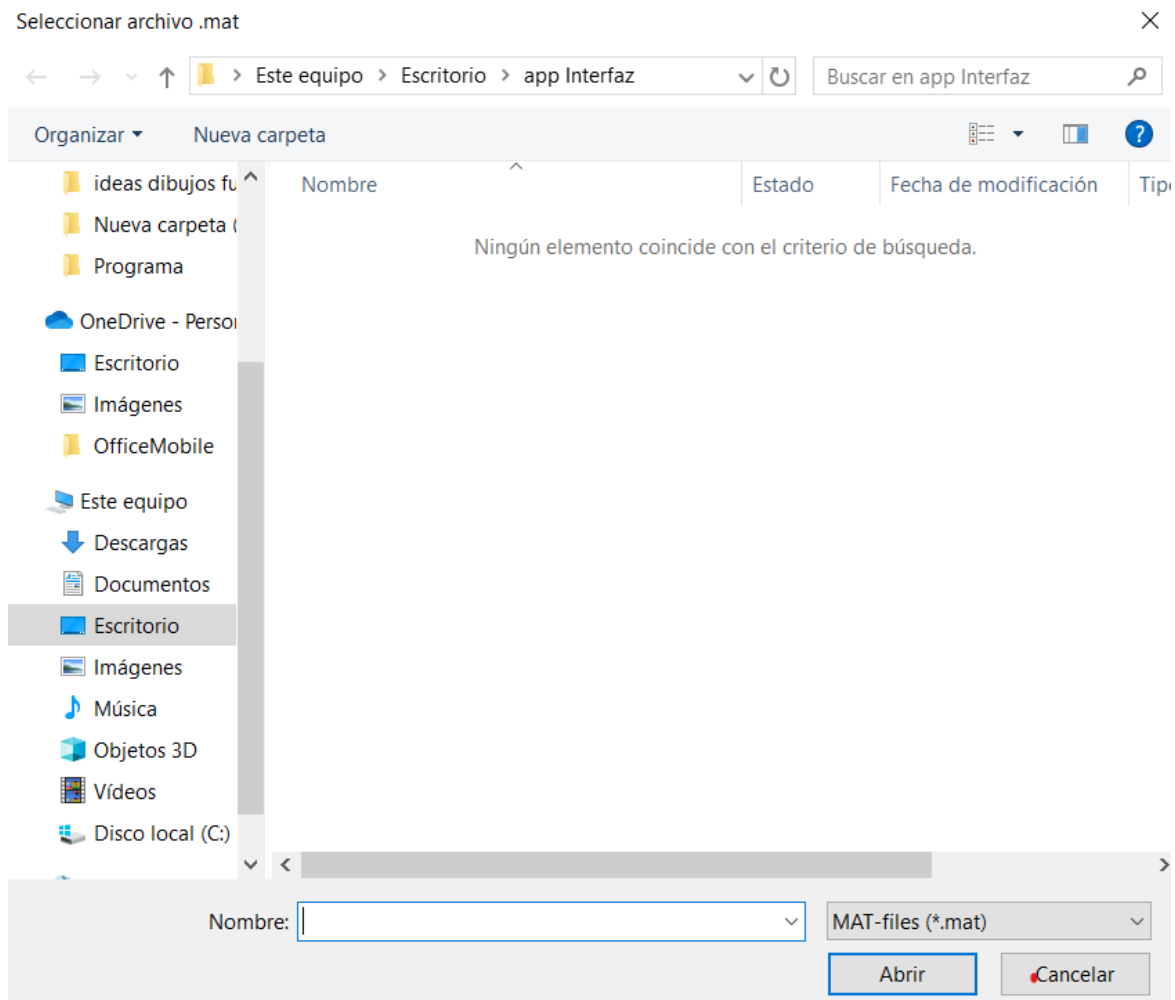 Seleccionar archivo .mat
Este equipo > Escritorio > app Interfaz
Buscar en app Interfaz
Organizar
Nueva carpeta
Nombre
Estado
Fecha de modificación
Tip
Ningún elemento coincide con el criterio de búsqueda.
ideas dibujos fu
Nueva carpeta (
Programa
OneDrive - Person
Escritorio
Imágenes
OfficeMobile
Este equipo
Descargas
Documentos
Escritorio
Imágenes
Música
Objetos 3D
Vídeos
Disco local (C:)
Nombre:
MAT-files (*.mat)
Abrir
Cancelar